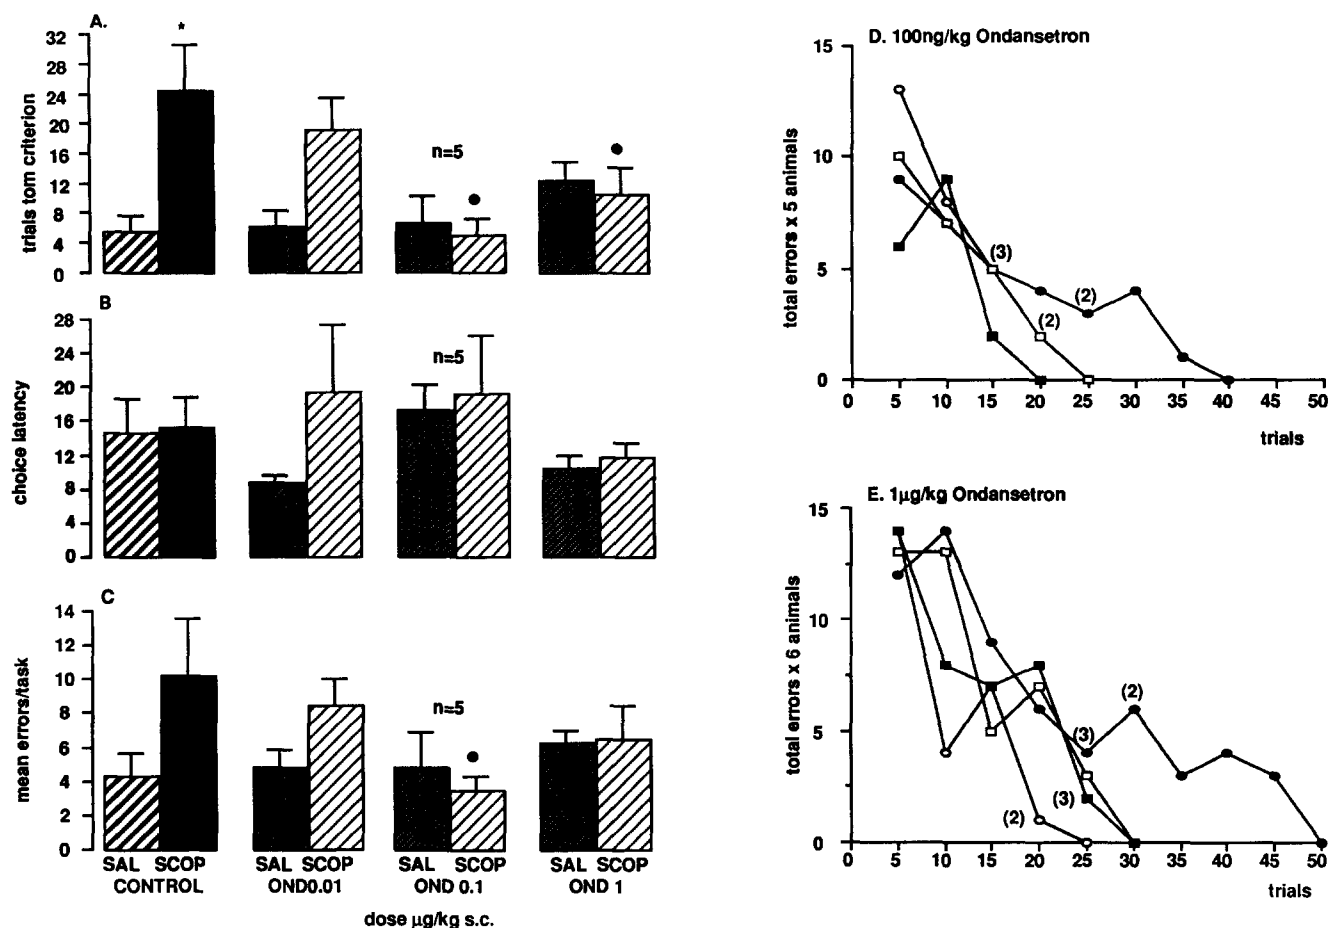 A.
*
32
28
24
20
16
12
8
4
0
trials tom criterion
n=5
B
28
24
20
16
12
8
4
0
choice latency
n=5
C
14
12
10
8
6
4
2
0
mean errors/task
n=5
SAL SCOP SAL SCOP SAL SCOP SAL SCOP
CONTROL OND0.01 OND 0.1 OND 1
dose µg/kg s.c.
D. 100ng/kg Ondansetron
15
10
5
0
total errors x 5 animals
(3)
(2)
(2)
0 5 10 15 20 25 30 35 40 45 50
trials
E. 1µg/kg Ondansetron
15
10
5
0
total errors x 6 animals
(2)
(3)
(3)
(2)
0 5 10 15 20 25 30 35 40 45 50
trials